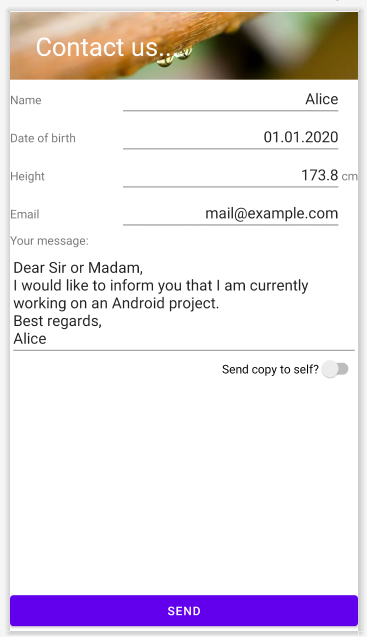 Contact us...
Name Alice
Date of birth 01.01.2020
Height 173.8 cm
Email mail@example.com
Your message:
Dear Sir or Madam,
I would like to inform you that I am currently
working on an Android project.
Best regards,
Alice
Send copy to self?
SEND